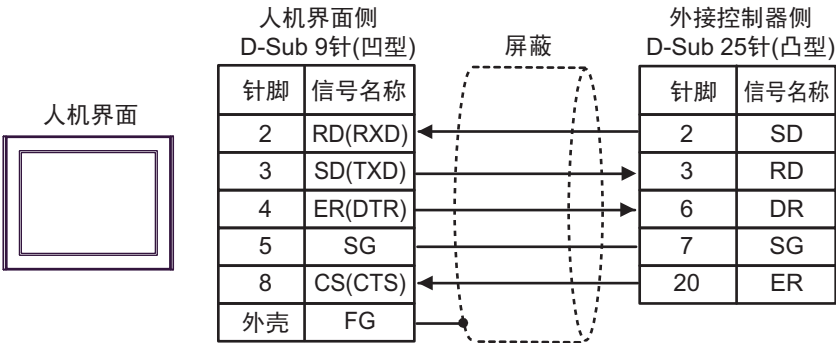 人机界面
人机界面侧
D-Sub 9针(凹型)
针脚 信号名称
2 RD(RXD)
3 SD(TXD)
4 ER(DTR)
5 SG
8 CS(CTS)
外壳 FG
屏蔽
外接控制器侧
D-Sub 25针(凸型)
针脚 信号名称
2 SD
3 RD
6 DR
7 SG
20 ER